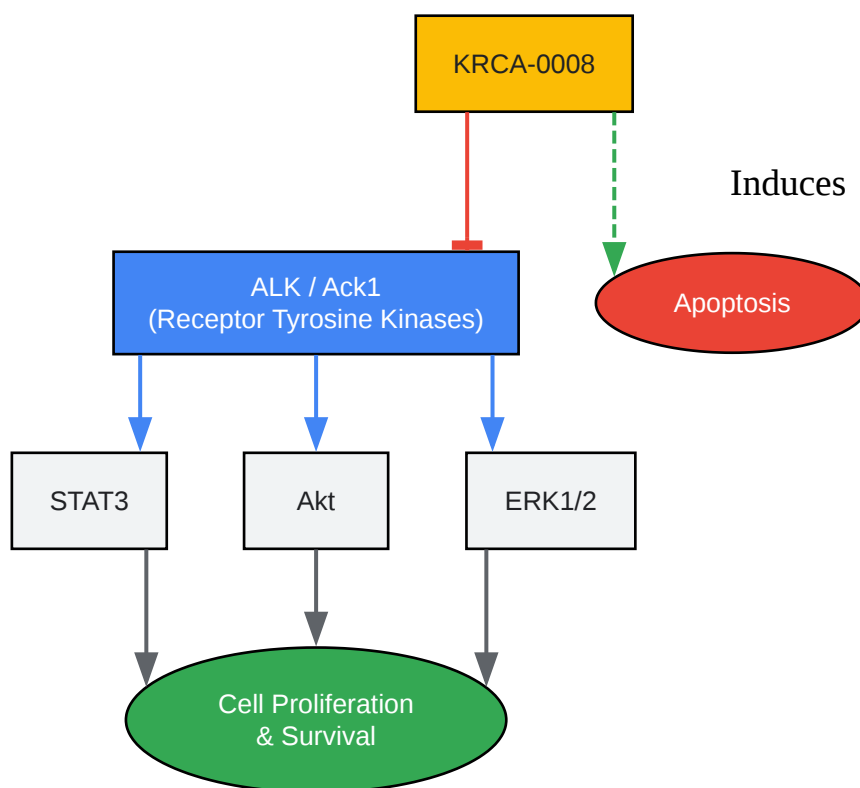 KRCA-0008
Induces
ALK / Ack1
(Receptor Tyrosine Kinases)
Apoptosis
STAT3
Akt
ERK1/2
Cell Proliferation
& Survival